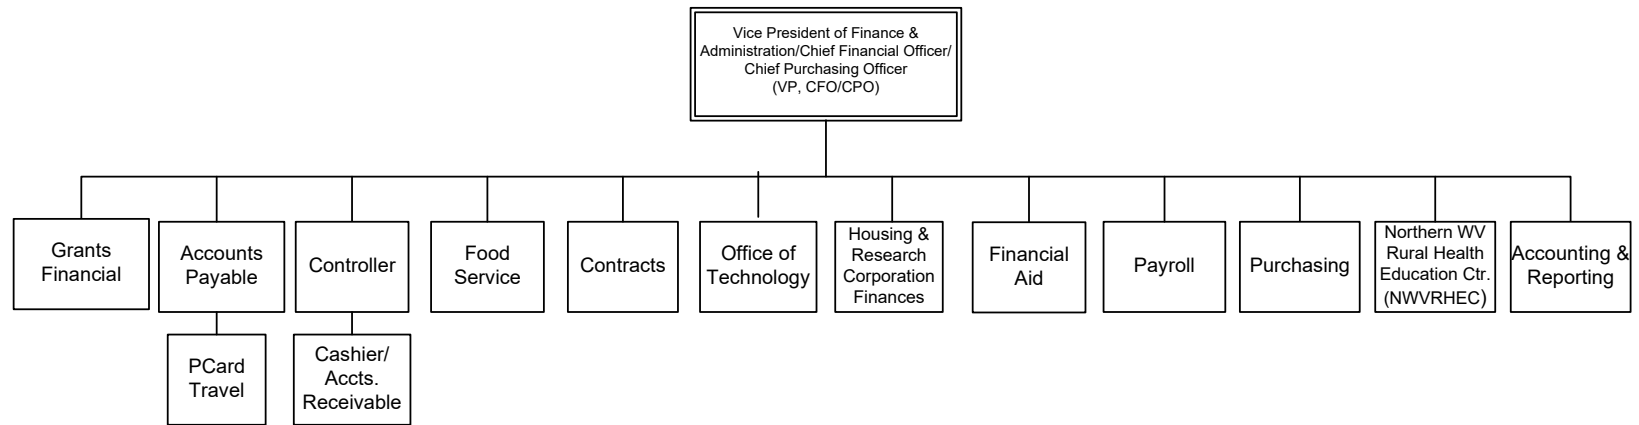 Vice President of Finance &
Administration/Chief Financial Officer/
Chief Purchasing Officer
(VP, CFO/CPO)
Grants
Financial
Accounts
Payable
Controller
Food
Service
Contracts
Office of
Technology
Housing &
Research
Corporation
Finances
Financial
Aid
Payroll
Purchasing
Northern WV
Rural Health
Education Ctr.
(NWVRHEC)
Accounting &
Reporting
PCard
Travel
Cashier/
Accts.
Receivable